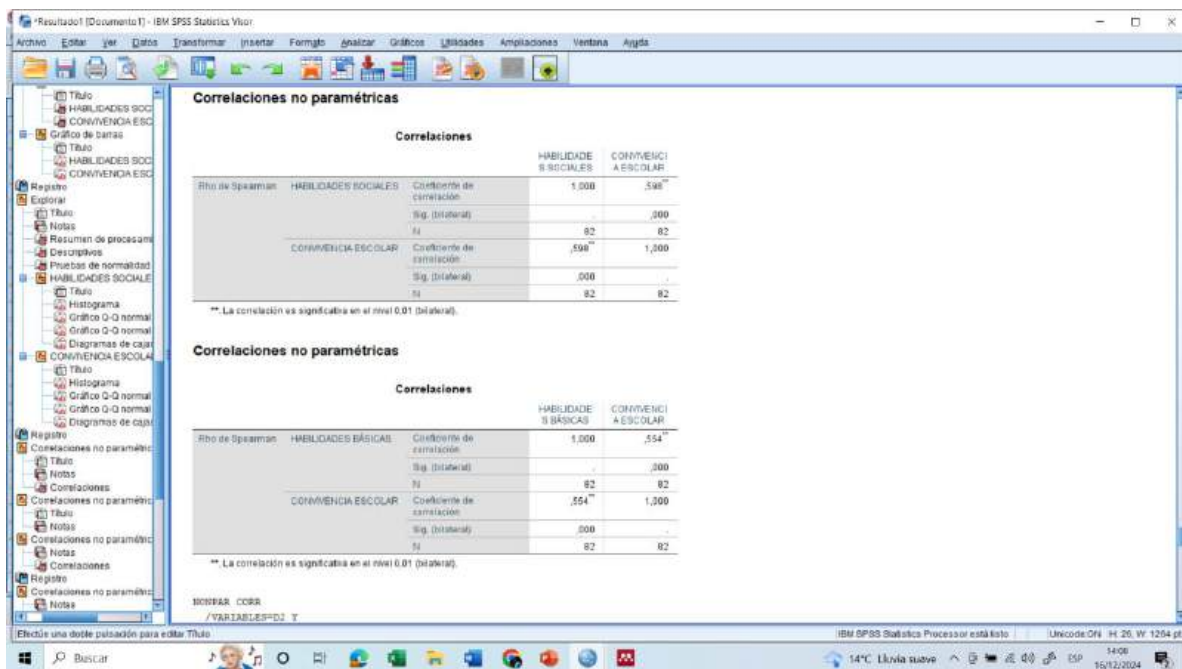 *Resultado1 [Documento1] - IBM SPSS Statistics Visor
Archivo Editar Ver Datos Transformar Insertar Formato Analizar Gráficos Utilidades Ampliaciones Ventana Ayuda
Título
HABILIDADES SOC
CONVIVENCIA ESC
Gráfico de barras
Título
HABILIDADES SOC
CONVIVENCIA ESC
Registro
Explorar
Título
Notas
Resumen de procesami
Descriptivos
Pruebas de normalidad
HABILIDADES SOCIALE
Título
Histograma
Gráfico Q-Q normal
Gráfico Q-Q normal
Diagramas de cajas
CONVIVENCIA ESCOLA
Título
Histograma
Gráfico Q-Q normal
Gráfico Q-Q normal
Diagramas de cajas
Registro
Correlaciones no paramétric
Título
Notas
Correlaciones
Correlaciones no paramétric
Título
Notas
Correlaciones no paramétric
Notas
Correlaciones
Registro
Correlaciones no paramétric
Notas
Correlaciones no paramétricas
Correlaciones
HABILIDADE CONVIVENCI
S SOCIALES A ESCOLAR
Rho de Spearman HABILIDADES SOCIALES Coeficiente de 1,000 ,598**
correlación
Sig. (bilateral) . ,000
N 82 82
CONVIVENCIA ESCOLAR Coeficiente de ,598** 1,000
correlación
Sig. (bilateral) ,000 .
N 82 82
**. La correlación es significativa en el nivel 0,01 (bilateral).
Correlaciones no paramétricas
Correlaciones
HABILIDADE CONVIVENCI
S BÁSICAS A ESCOLAR
Rho de Spearman HABILIDADES BÁSICAS Coeficiente de 1,000 ,554**
correlación
Sig. (bilateral) . ,000
N 82 82
CONVIVENCIA ESCOLAR Coeficiente de ,554** 1,000
correlación
Sig. (bilateral) ,000 .
N 82 82
**. La correlación es significativa en el nivel 0,01 (bilateral).
NONPAR CORR
/VARIABLES=D2 Y
Efectúe una doble pulsación para editar Título
IBM SPSS Statistics Processor está listo Unicode:ON H: 26, W: 1264 pt
Buscar
14°C Lluvia suave ESP
14:00
16/12/2024